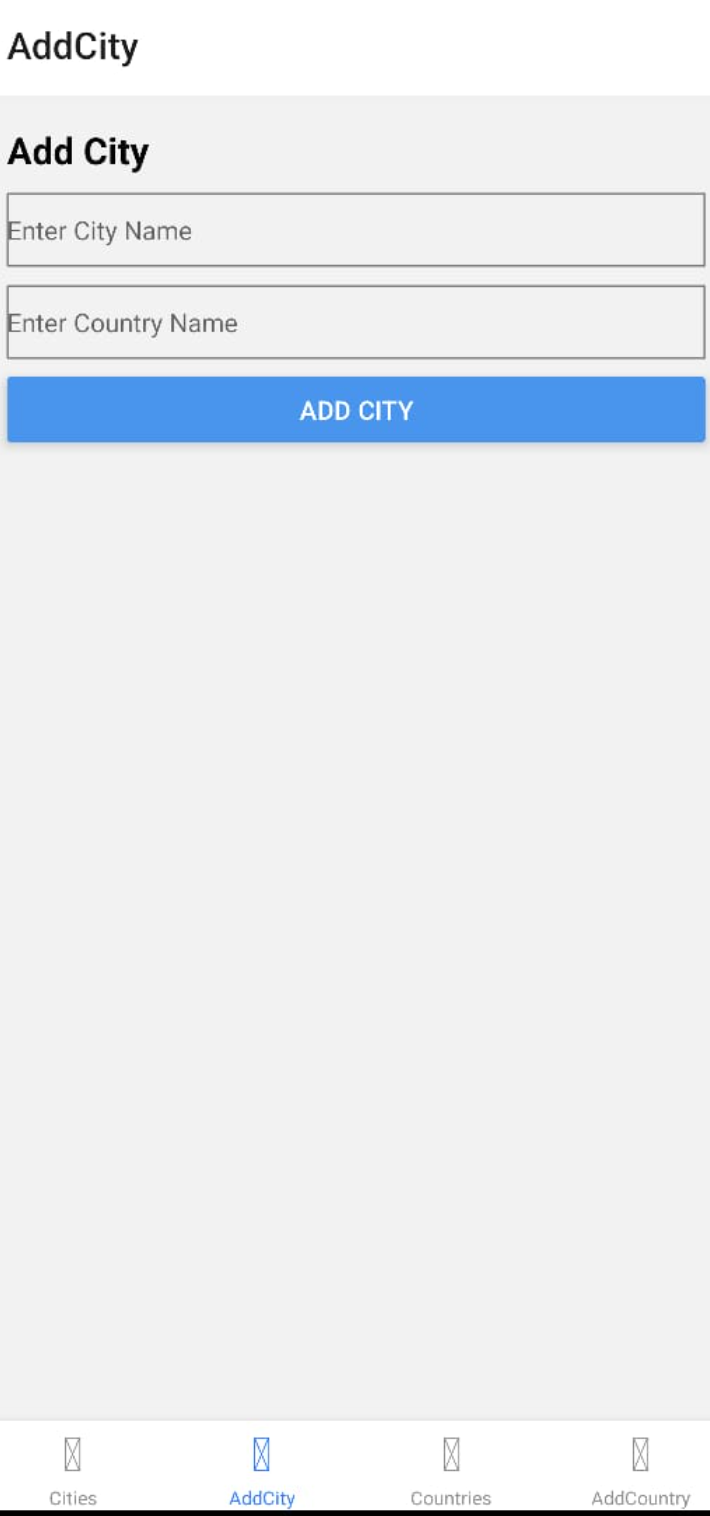 AddCity
Add City
Enter City Name
Enter Country Name
ADD CITY
Cities
AddCity
Countries
AddCountry